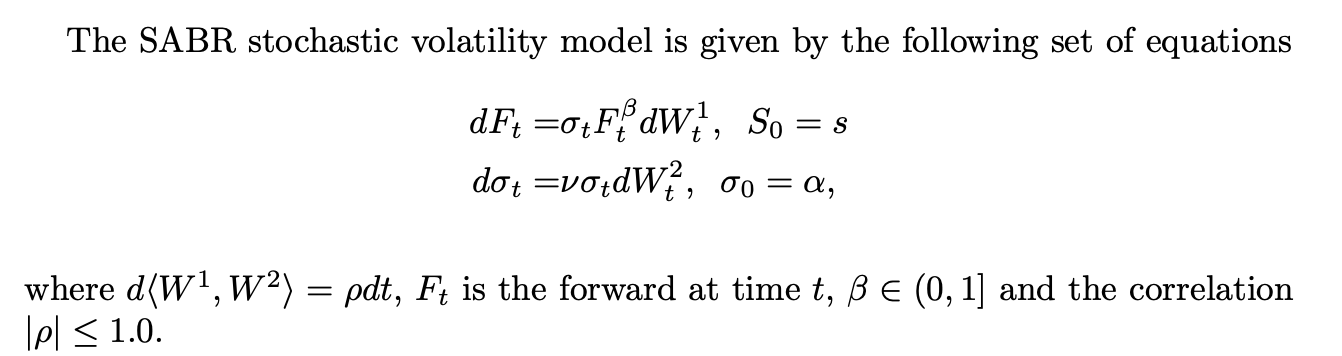 The SABR stochastic volatility model is given by the following set of equations
dF_t =σ_t F_t^β dW_t^1, S_0 = s
dσ_t =νσ_t dW_t^2, σ_0 = α,
where d⟨W^1, W^2⟩ = ρdt, F_t is the forward at time t, β ∈ (0, 1] and the correlation
|ρ| ≤ 1.0.